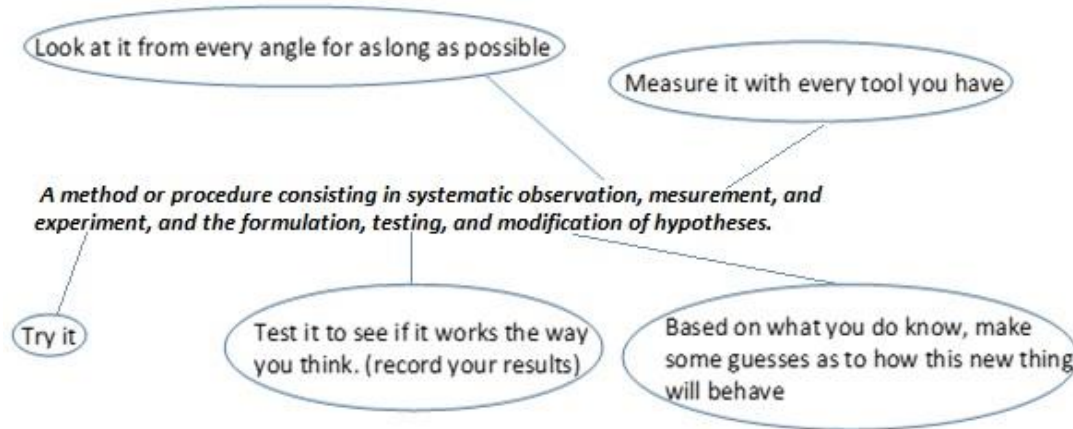 Look at it from every angle for as long as possible
Measure it with every tool you have
A method or procedure consisting in systematic observation, mesurement, and
experiment, and the formulation, testing, and modification of hypotheses.
Try it
Test it to see if it works the way
you think. (record your results)
Based on what you do know, make
some guesses as to how this new thing
will behave